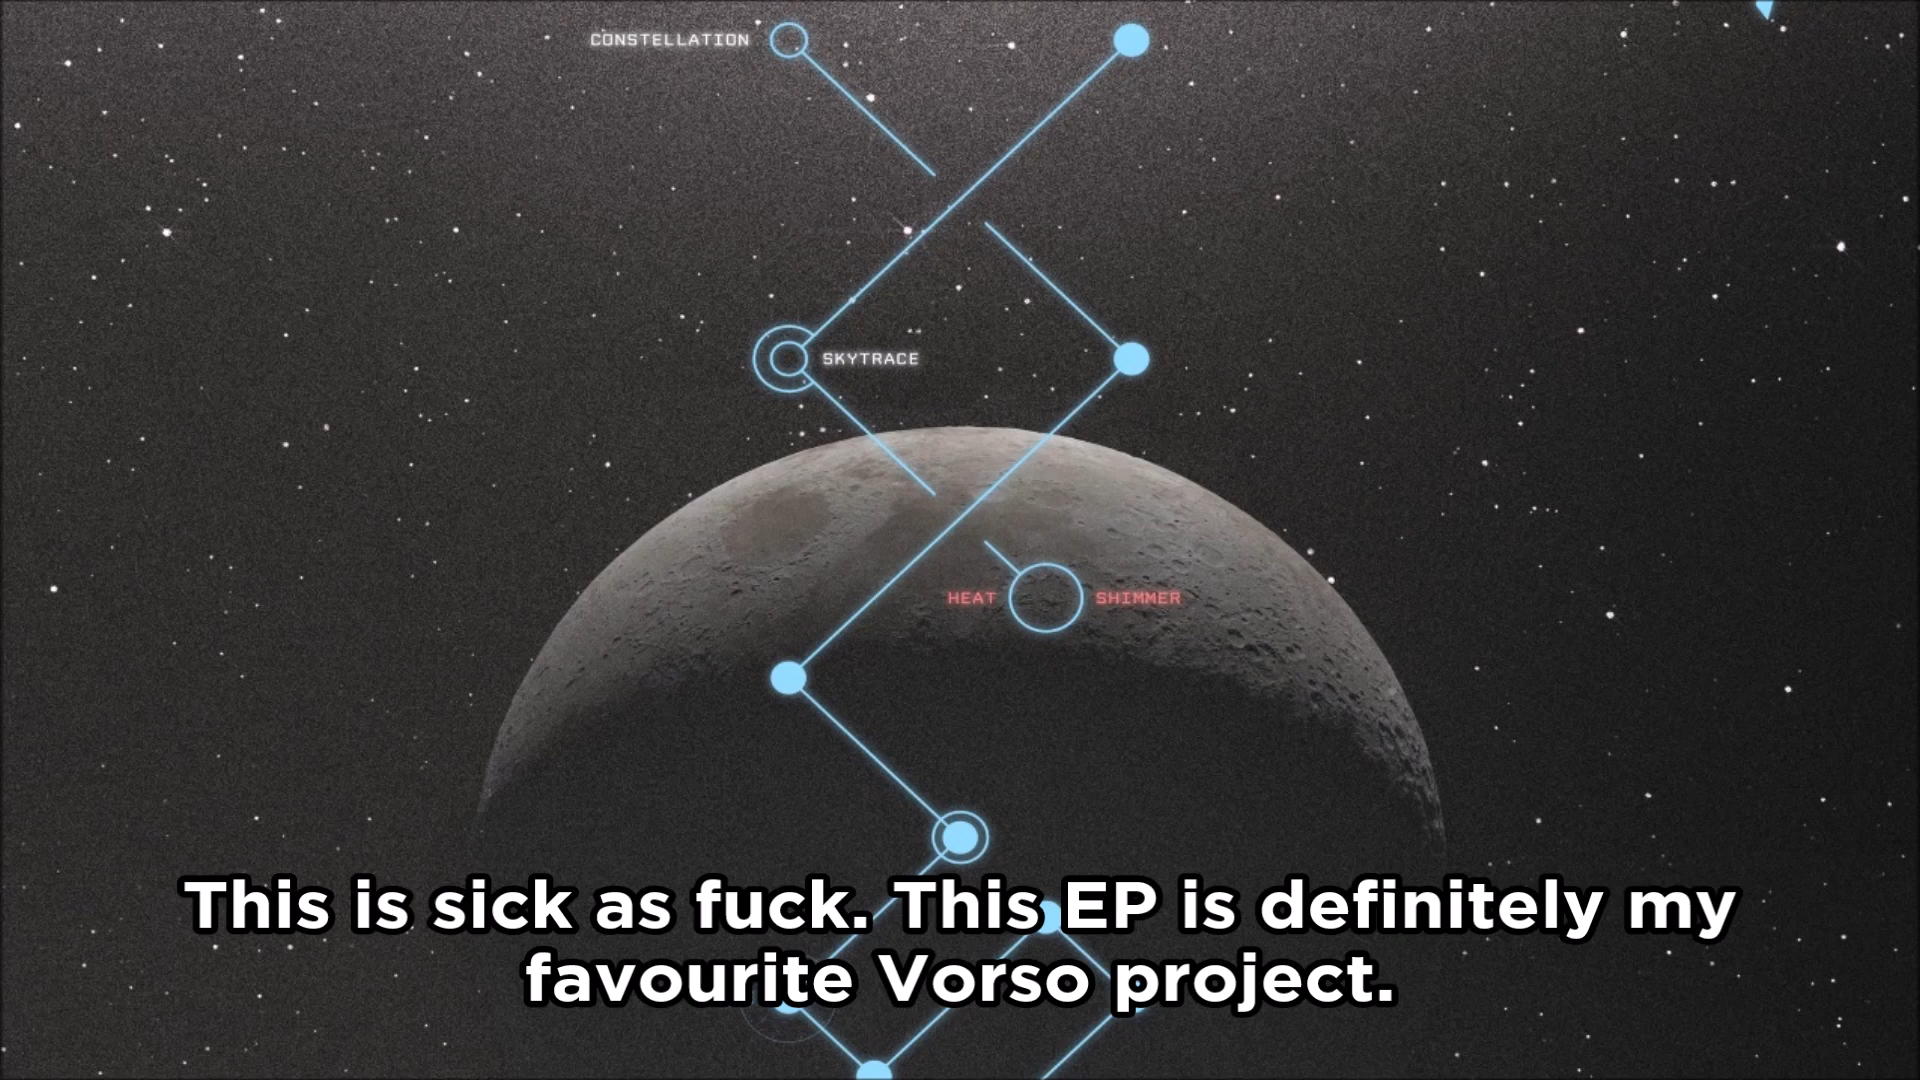 CONSTELLATION
SKYTRACE
HEAT SHIMMER
This is sick as fuck. This EP is definitely my
favourite Vorso project.